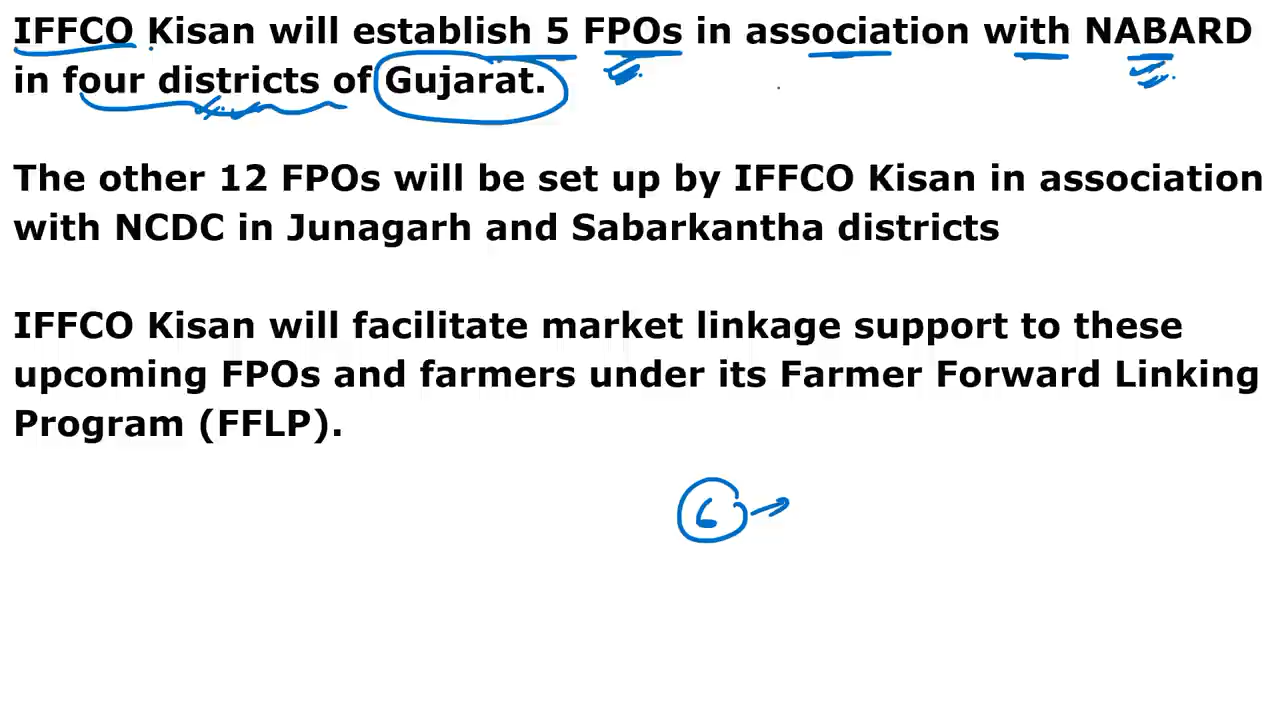 IFFCO Kisan will establish 5 FPOs in association with NABARD
in four districts of Gujarat.
The other 12 FPOs will be set up by IFFCO Kisan in association
with NCDC in Junagarh and Sabarkantha districts
IFFCO Kisan will facilitate market linkage support to these
upcoming FPOs and farmers under its Farmer Forward Linking
Program (FFLP).
6 →